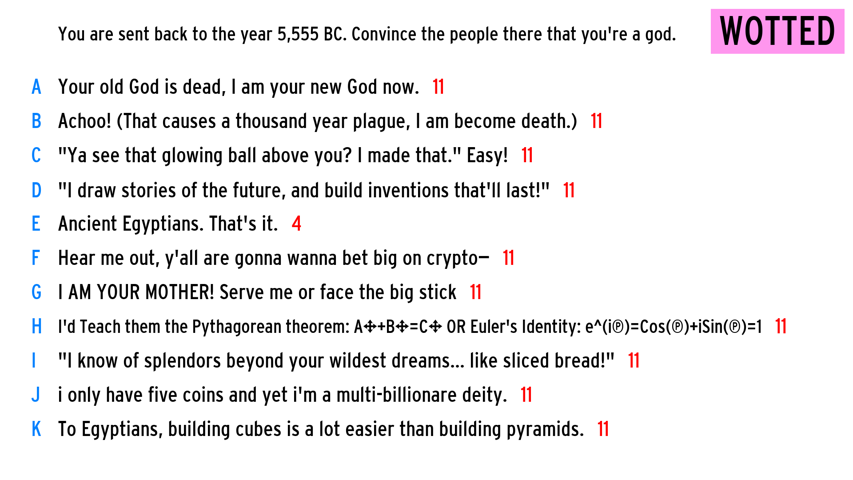 You are sent back to the year 5,555 BC. Convince the people there that you're a god.
WOTTED
A Your old God is dead, I am your new God now. 11
B Achoo! (That causes a thousand year plague, I am become death.) 11
C "Ya see that glowing ball above you? I made that." Easy! 11
D "I draw stories of the future, and build inventions that'll last!" 11
E Ancient Egyptians. That's it. 4
F Hear me out, y'all are gonna wanna bet big on crypto— 11
G I AM YOUR MOTHER! Serve me or face the big stick 11
H I'd Teach them the Pythagorean theorem: A✢+B✢=C✢ OR Euler's Identity: e^(i℗)=Cos(℗)+iSin(℗)=1 11
I "I know of splendors beyond your wildest dreams... like sliced bread!" 11
J i only have five coins and yet i'm a multi-billionare deity. 11
K To Egyptians, building cubes is a lot easier than building pyramids. 11